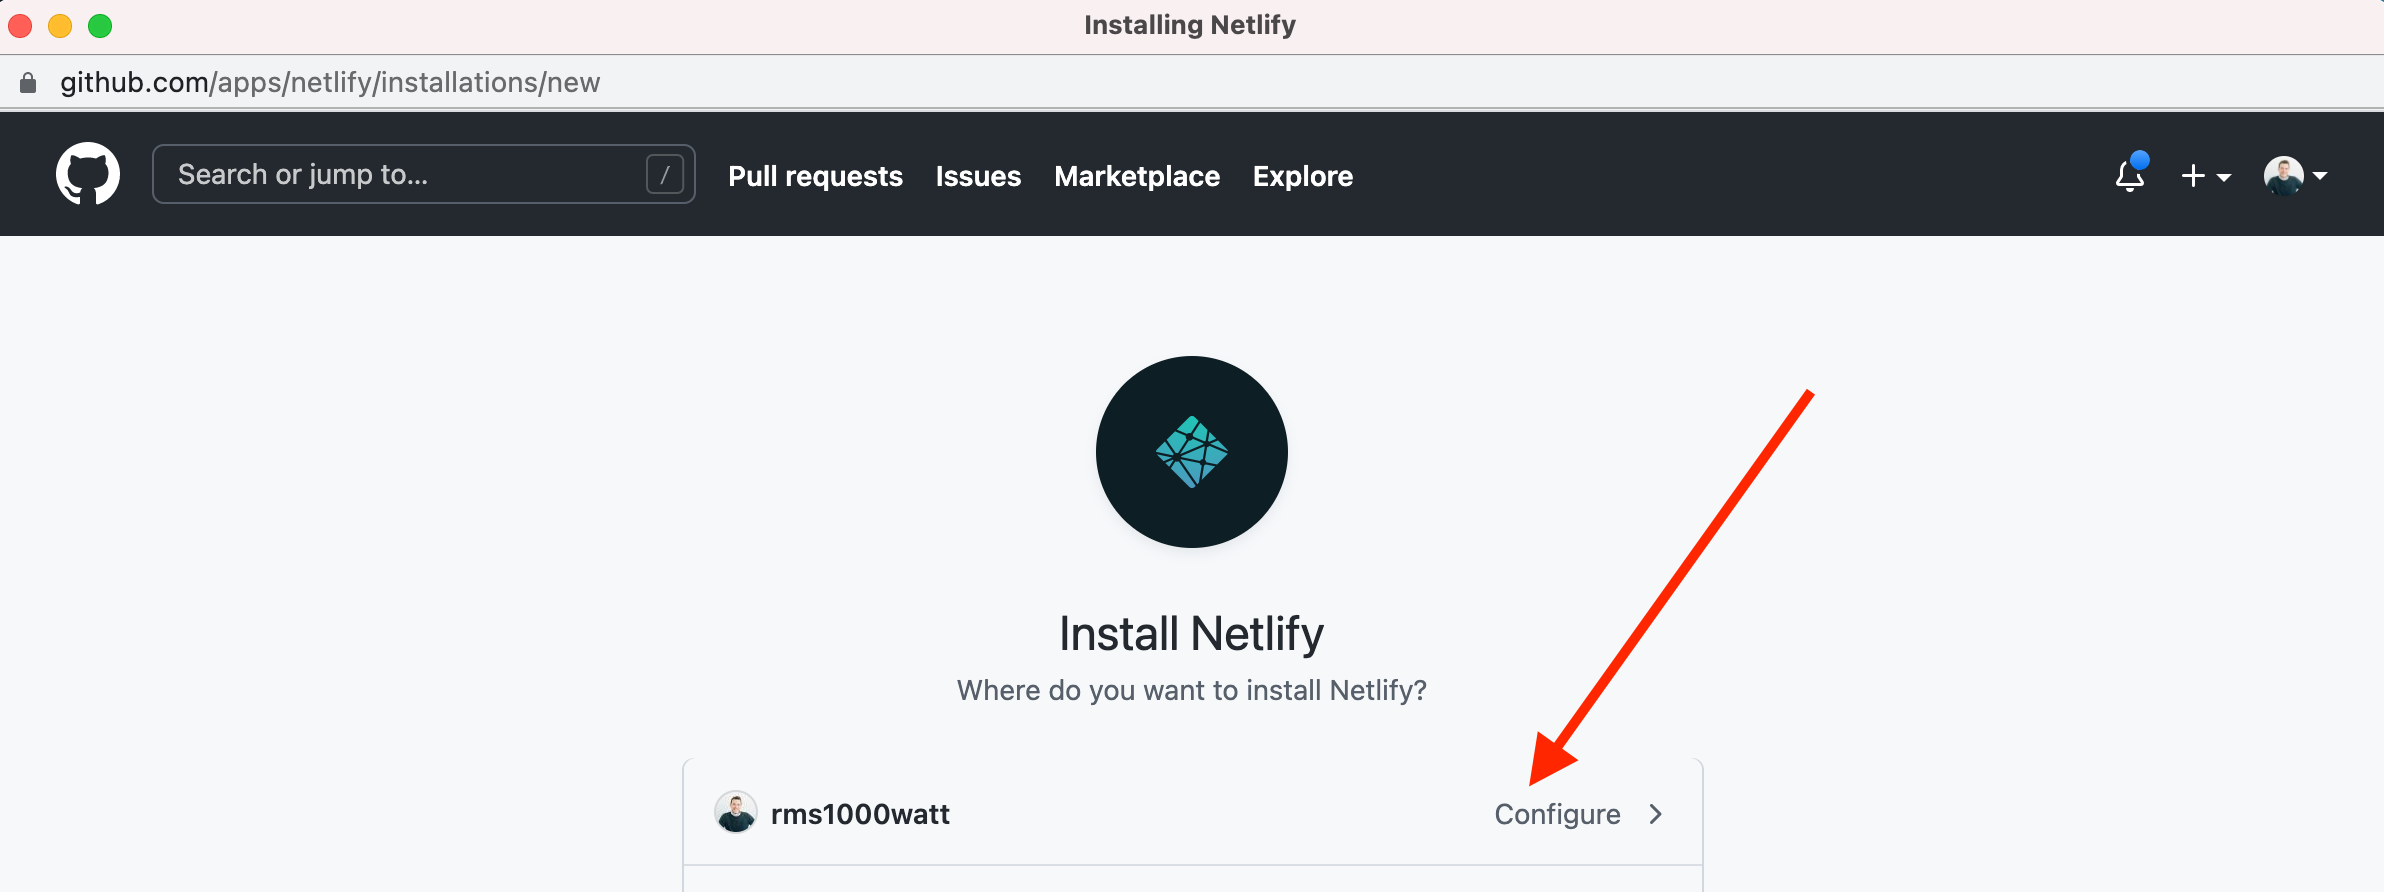 Installing Netlify
github.com/apps/netlify/installations/new
Search or jump to... / Pull requests Issues Marketplace Explore
Install Netlify
Where do you want to install Netlify?
rms1000watt Configure